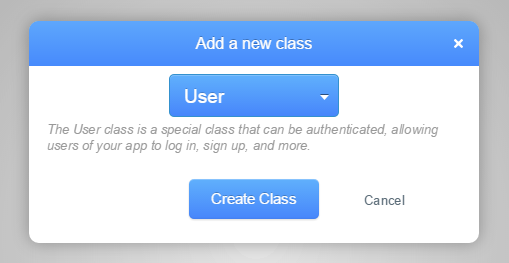 Add a new class
×
User
The User class is a special class that can be authenticated, allowing
users of your app to log in, sign up, and more.
Create Class
Cancel